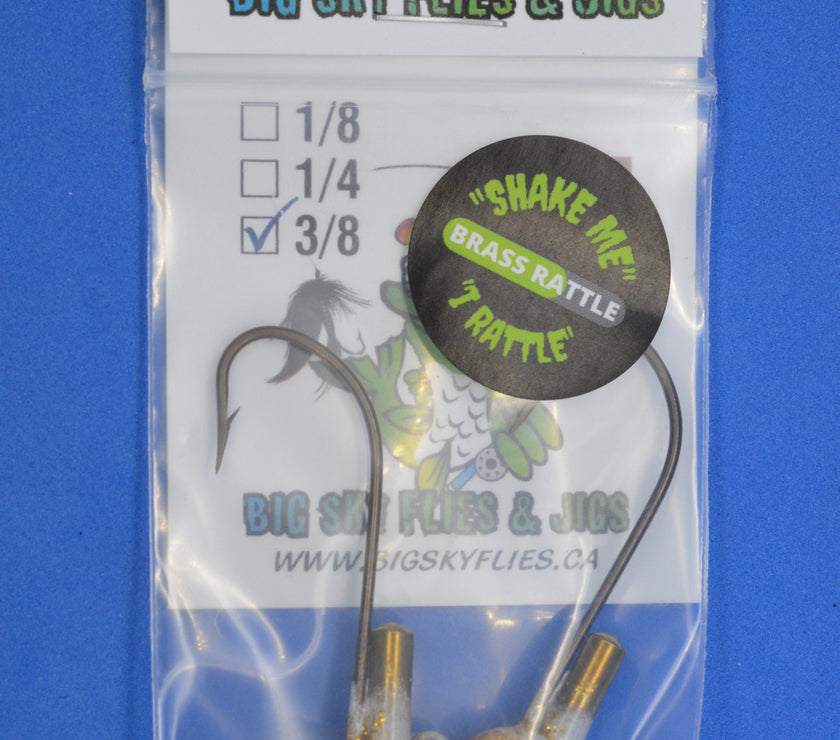 BIG SKY FLIES & JIGS
1/8
1/4
3/8
"SHAKE ME"
BRASS RATTLE
"I RATTLE"
BIG SKY FLIES & JIGS
WWW.BIGSKYFLIES.CA